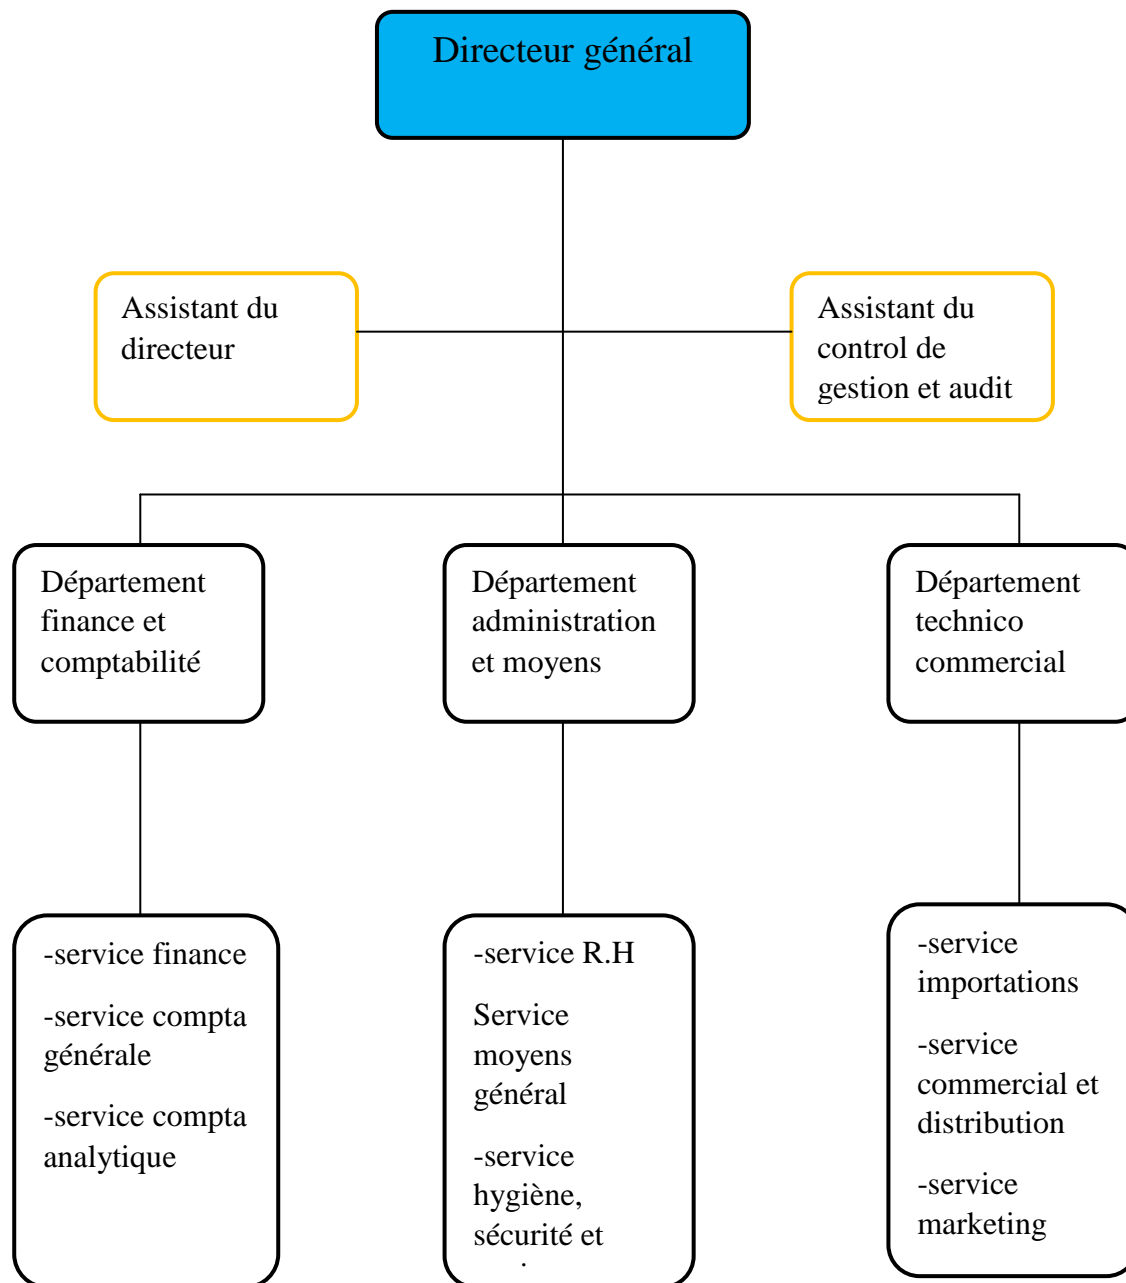 Directeur général
Assistant du
directeur
Assistant du
control de
gestion et audit
Département
finance et
comptabilité
Département
administration
et moyens
Département
technico
commercial
-service finance
-service compta
générale
-service compta
analytique
-service R.H
Service
moyens
général
-service
hygiène,
sécurité et
-service
importations
-service
commercial et
distribution
-service
marketing